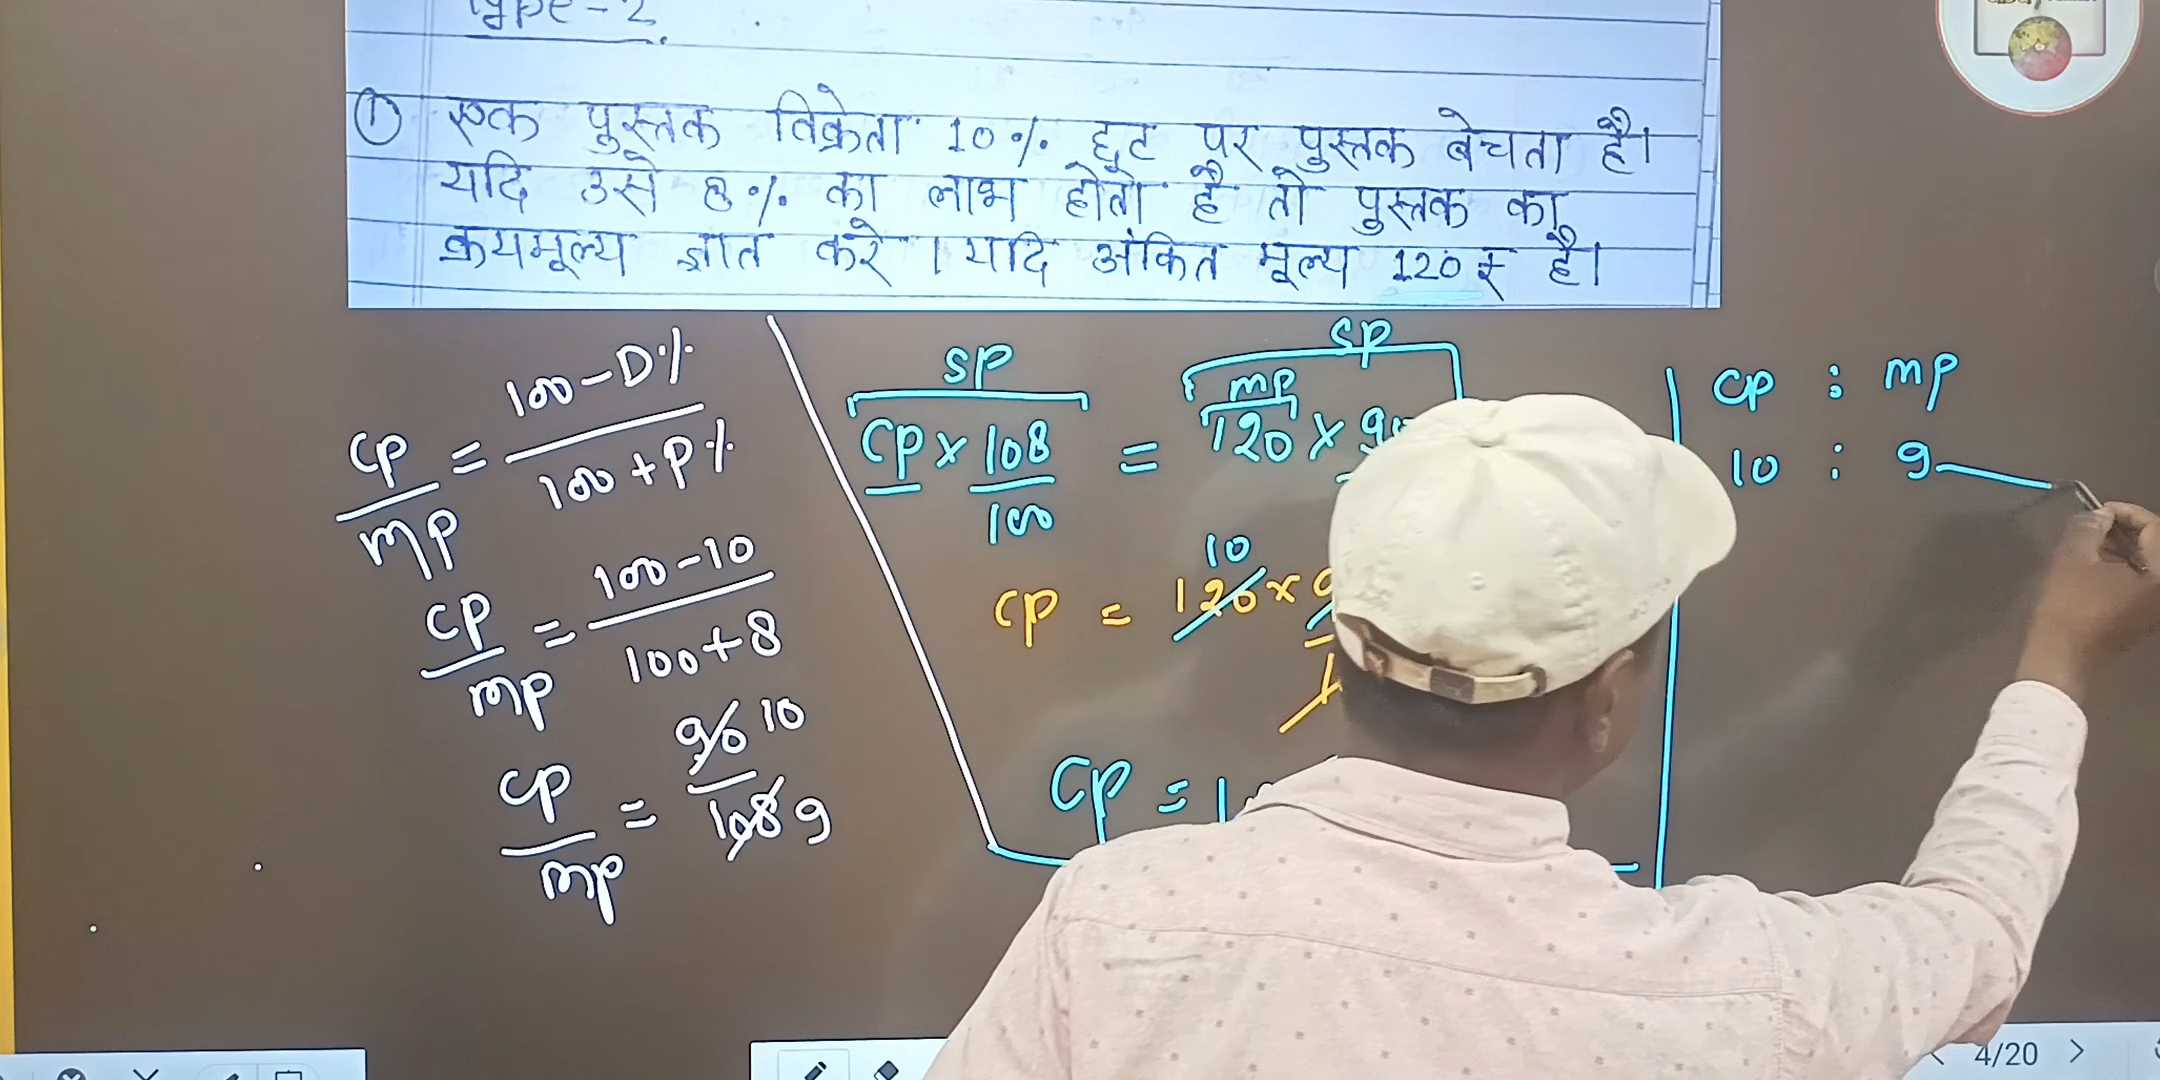 Type-2
① एक पुस्तक विक्रेता 10% छुट पर पुस्तक बेचता है।
यदि उसे 8% का लाभ होता है तो पुस्तक का
क्रयमूल्य ज्ञात करे । यदि अंकित मूल्य 120₹ है।
CP/MP = 100-D%/100+P%
CP/MP = 100-10/100+8
CP/MP = 90 10/108 9
SP
CP × 108/100 =
SP
MP
120 ×
10
CP = 120 ×
CP =
CP : MP
10 : 9
4/20